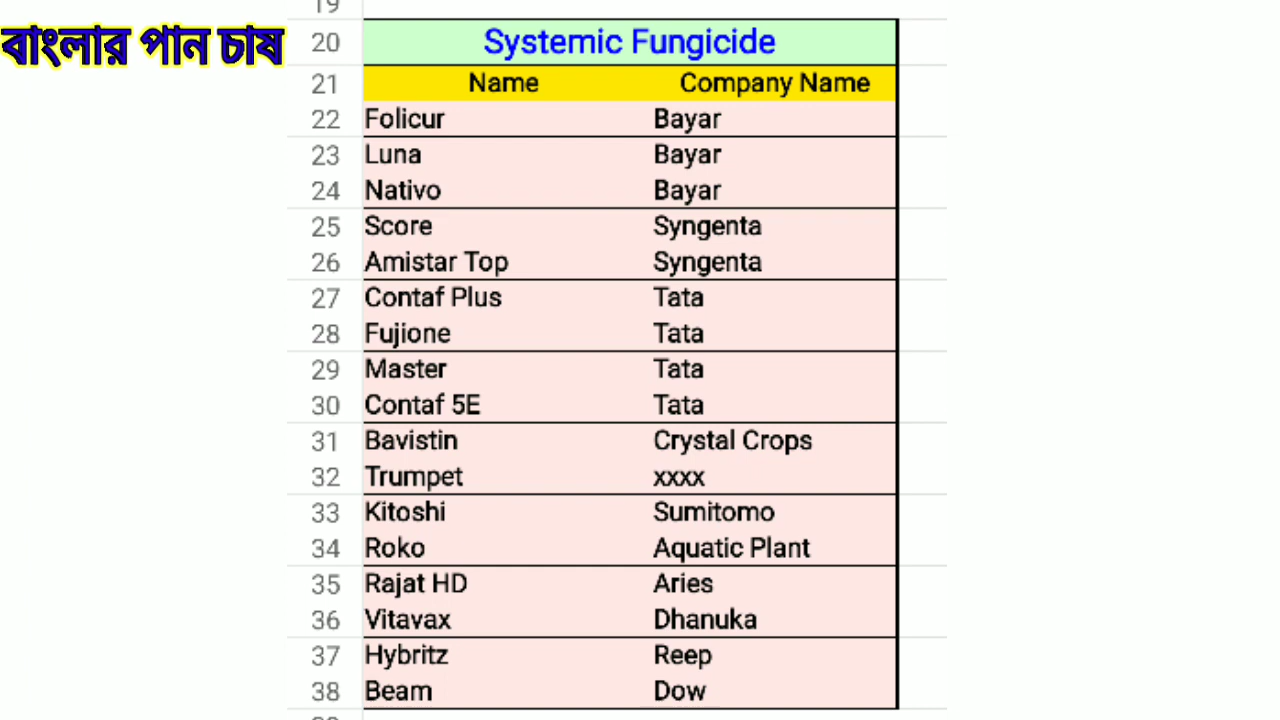 বাংলার পান চাষ
19
20 Systemic Fungicide
21 Name Company Name
22 Folicur Bayar
23 Luna Bayar
24 Nativo Bayar
25 Score Syngenta
26 Amistar Top Syngenta
27 Contaf Plus Tata
28 Fujione Tata
29 Master Tata
30 Contaf 5E Tata
31 Bavistin Crystal Crops
32 Trumpet xxxx
33 Kitoshi Sumitomo
34 Roko Aquatic Plant
35 Rajat HD Aries
36 Vitavax Dhanuka
37 Hybritz Reep
38 Beam Dow